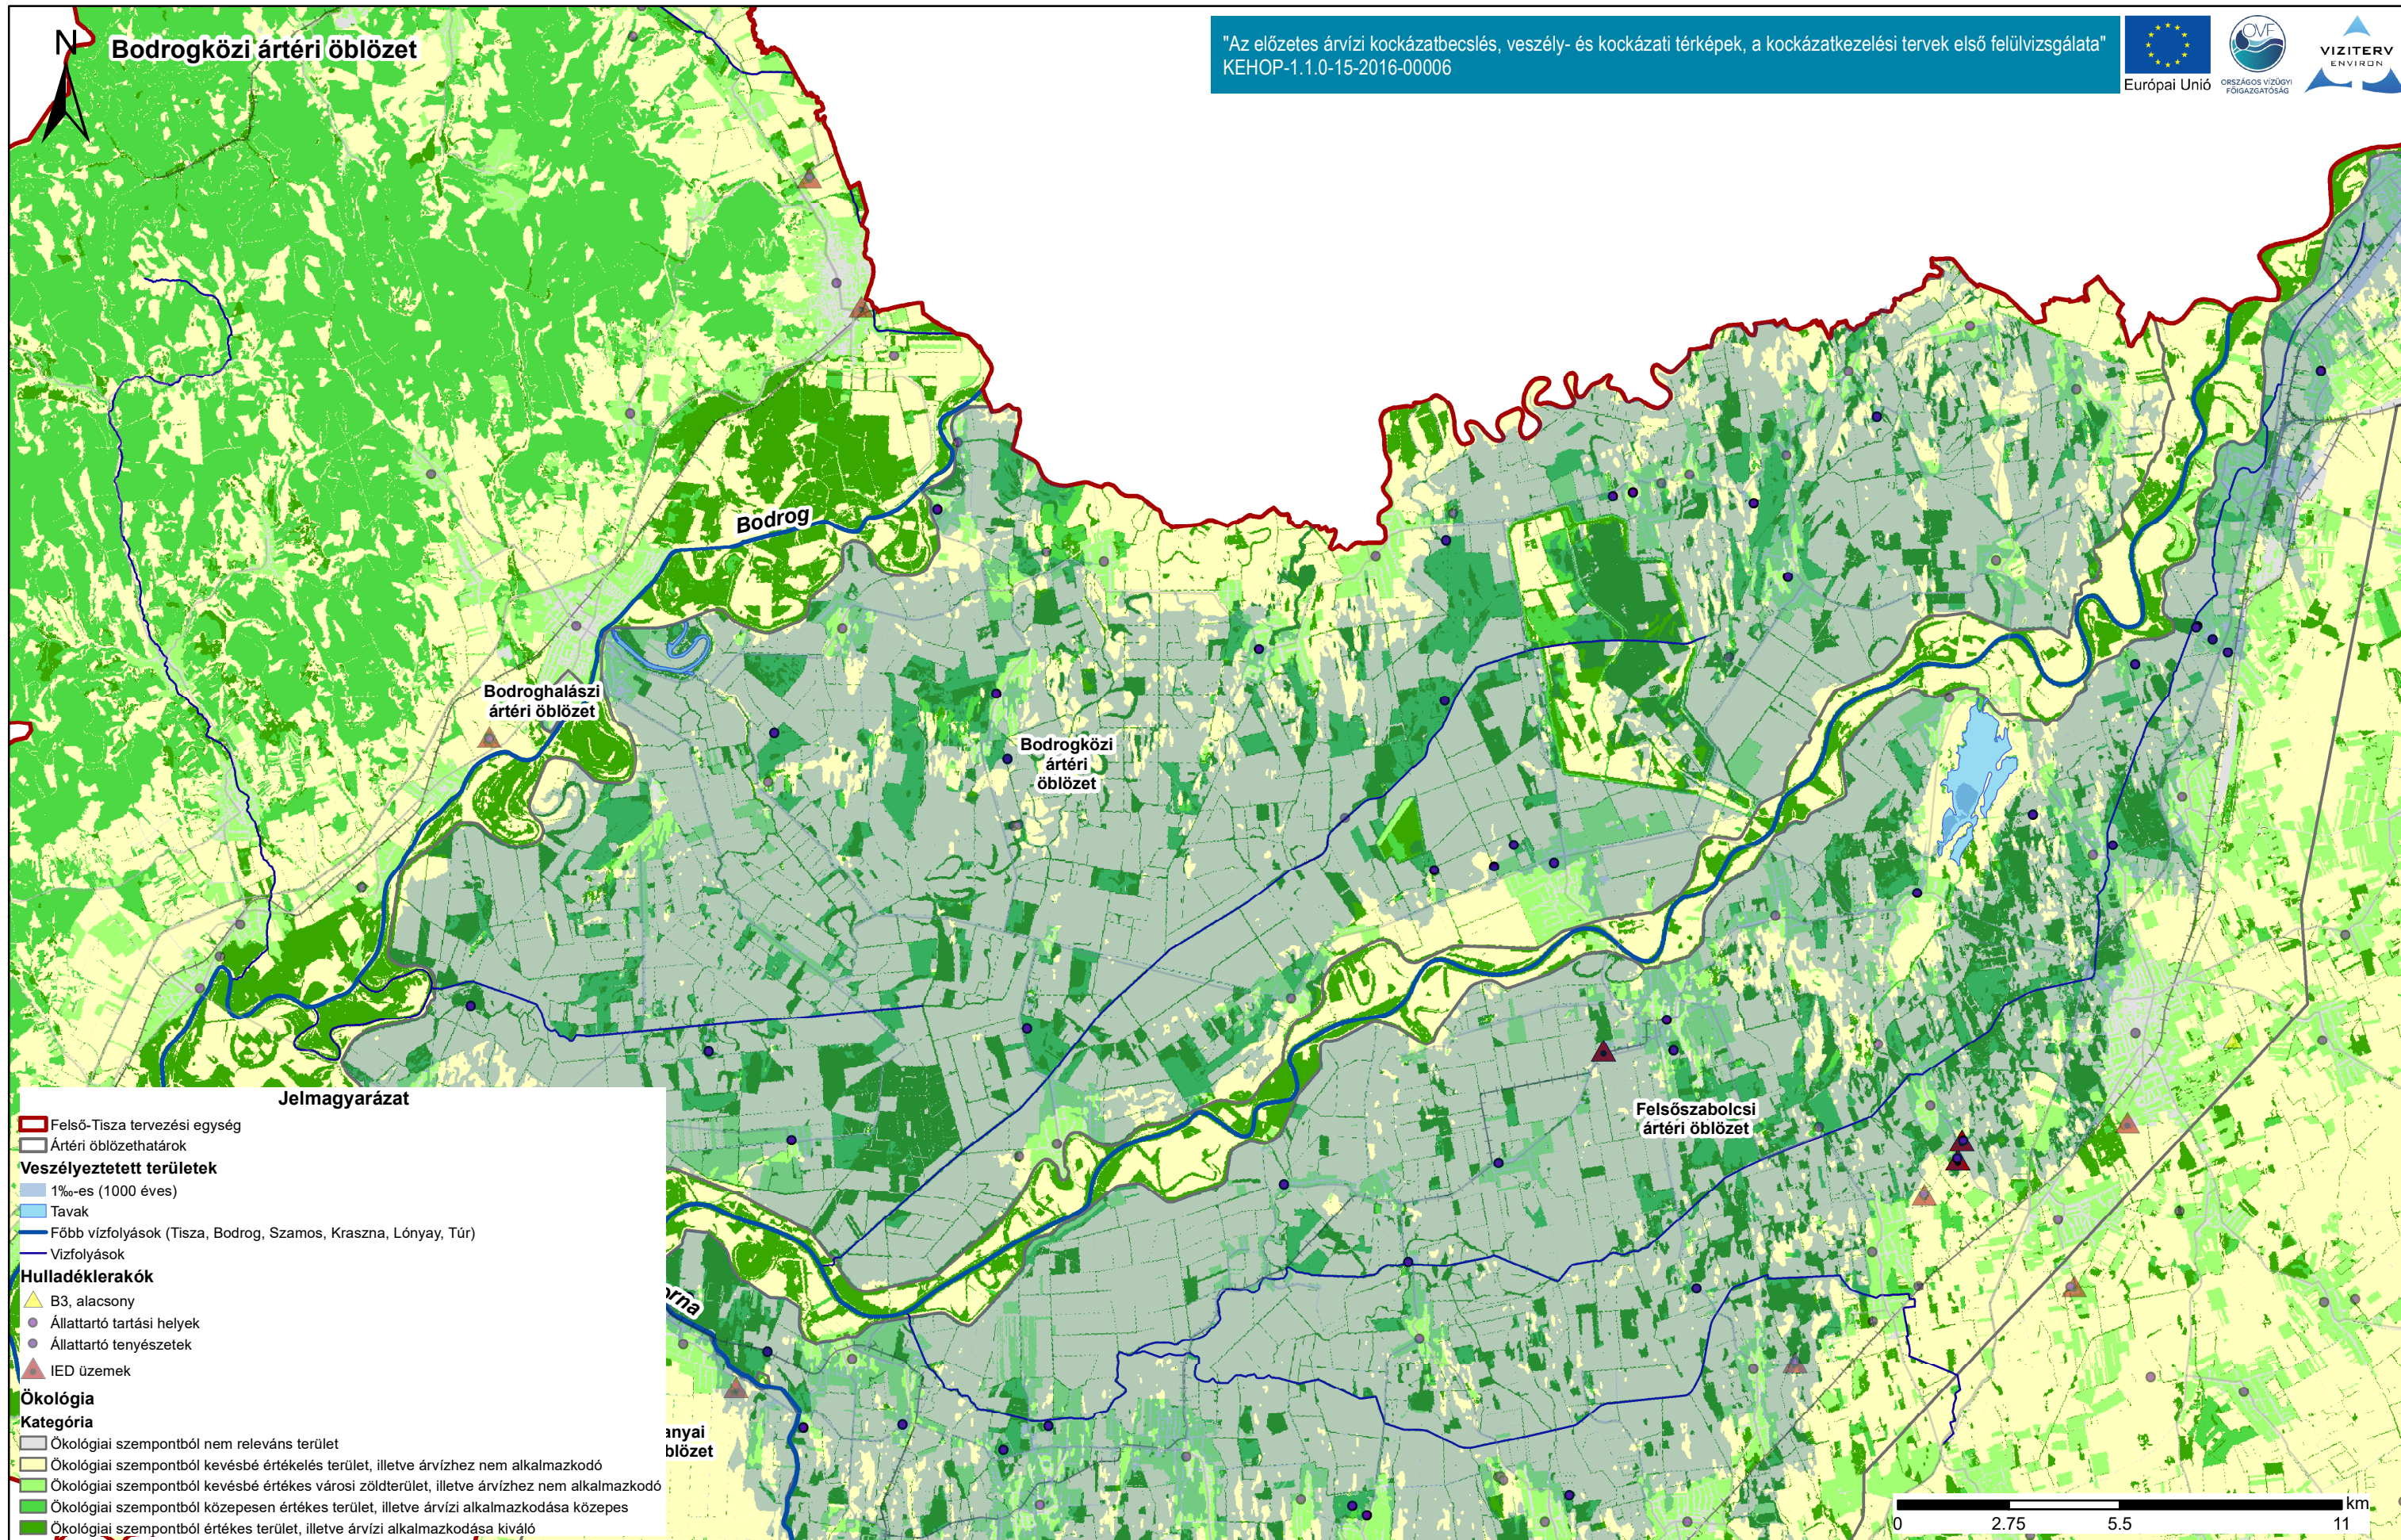 Bodrogközi ártéri öblözet
N
"Az előzetes árvízi kockázatbecslés, veszély- és kockázati térképek, a kockázatkezelési tervek első felülvizsgálata"
KEHOP-1.1.0-15-2016-00006
Európai Unió
OVF
ORSZÁGOS VÍZÜGYI
FŐIGAZGATÓSÁG
VIZITERV
ENVIRON
Bodrog
Bodroghalászi
ártéri öblözet
Bodrogközi
ártéri
öblözet
Felsőszabolcsi
ártéri öblözet
orna
anyai
blözet
Jelmagyarázat
Felső-Tisza tervezési egység
Ártéri öblözethatárok
Veszélyeztetett területek
1‰-es (1000 éves)
Tavak
Főbb vízfolyások (Tisza, Bodrog, Szamos, Kraszna, Lónyay, Túr)
Vizfolyások
Hulladéklerakók
B3, alacsony
Állattartó tartási helyek
Állattartó tenyészetek
IED üzemek
Ökológia
Kategória
Ökológiai szempontból nem releváns terület
Ökológiai szempontból kevésbé értékelés terület, illetve árvízhez nem alkalmazkodó
Ökológiai szempontból kevésbé értékes városi zöldterület, illetve árvízhez nem alkalmazkodó
Ökológiai szempontból közepesen értékes terület, illetve árvízi alkalmazkodása közepes
Ökológiai szempontból értékes terület, illetve árvízi alkalmazkodása kiváló
km
0 2.75 5.5 11